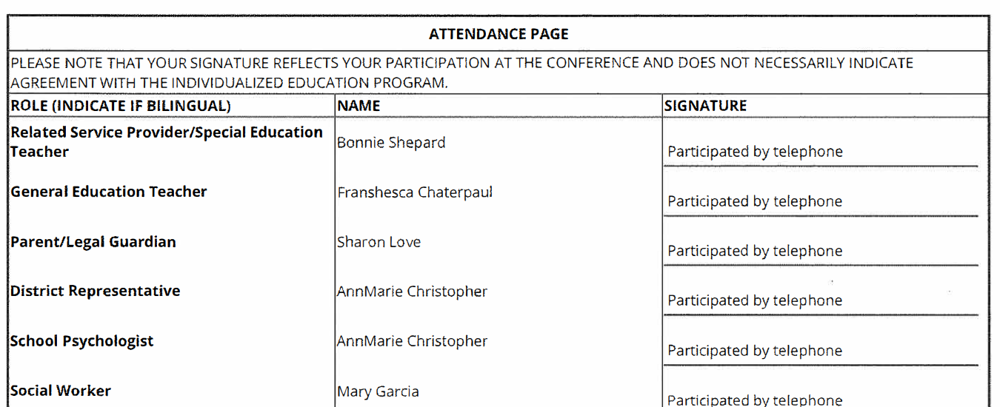 ATTENDANCE PAGE
PLEASE NOTE THAT YOUR SIGNATURE REFLECTS YOUR PARTICIPATION AT THE CONFERENCE AND DOES NOT NECESSARILY INDICATE
AGREEMENT WITH THE INDIVIDUALIZED EDUCATION PROGRAM.
ROLE (INDICATE IF BILINGUAL) NAME SIGNATURE
Related Service Provider/Special Education
Teacher Bonnie Shepard Participated by telephone
General Education Teacher Franshesca Chaterpaul Participated by telephone
Parent/Legal Guardian Sharon Love Participated by telephone
District Representative AnnMarie Christopher Participated by telephone
School Psychologist AnnMarie Christopher Participated by telephone
Social Worker Mary Garcia Participated by telephone